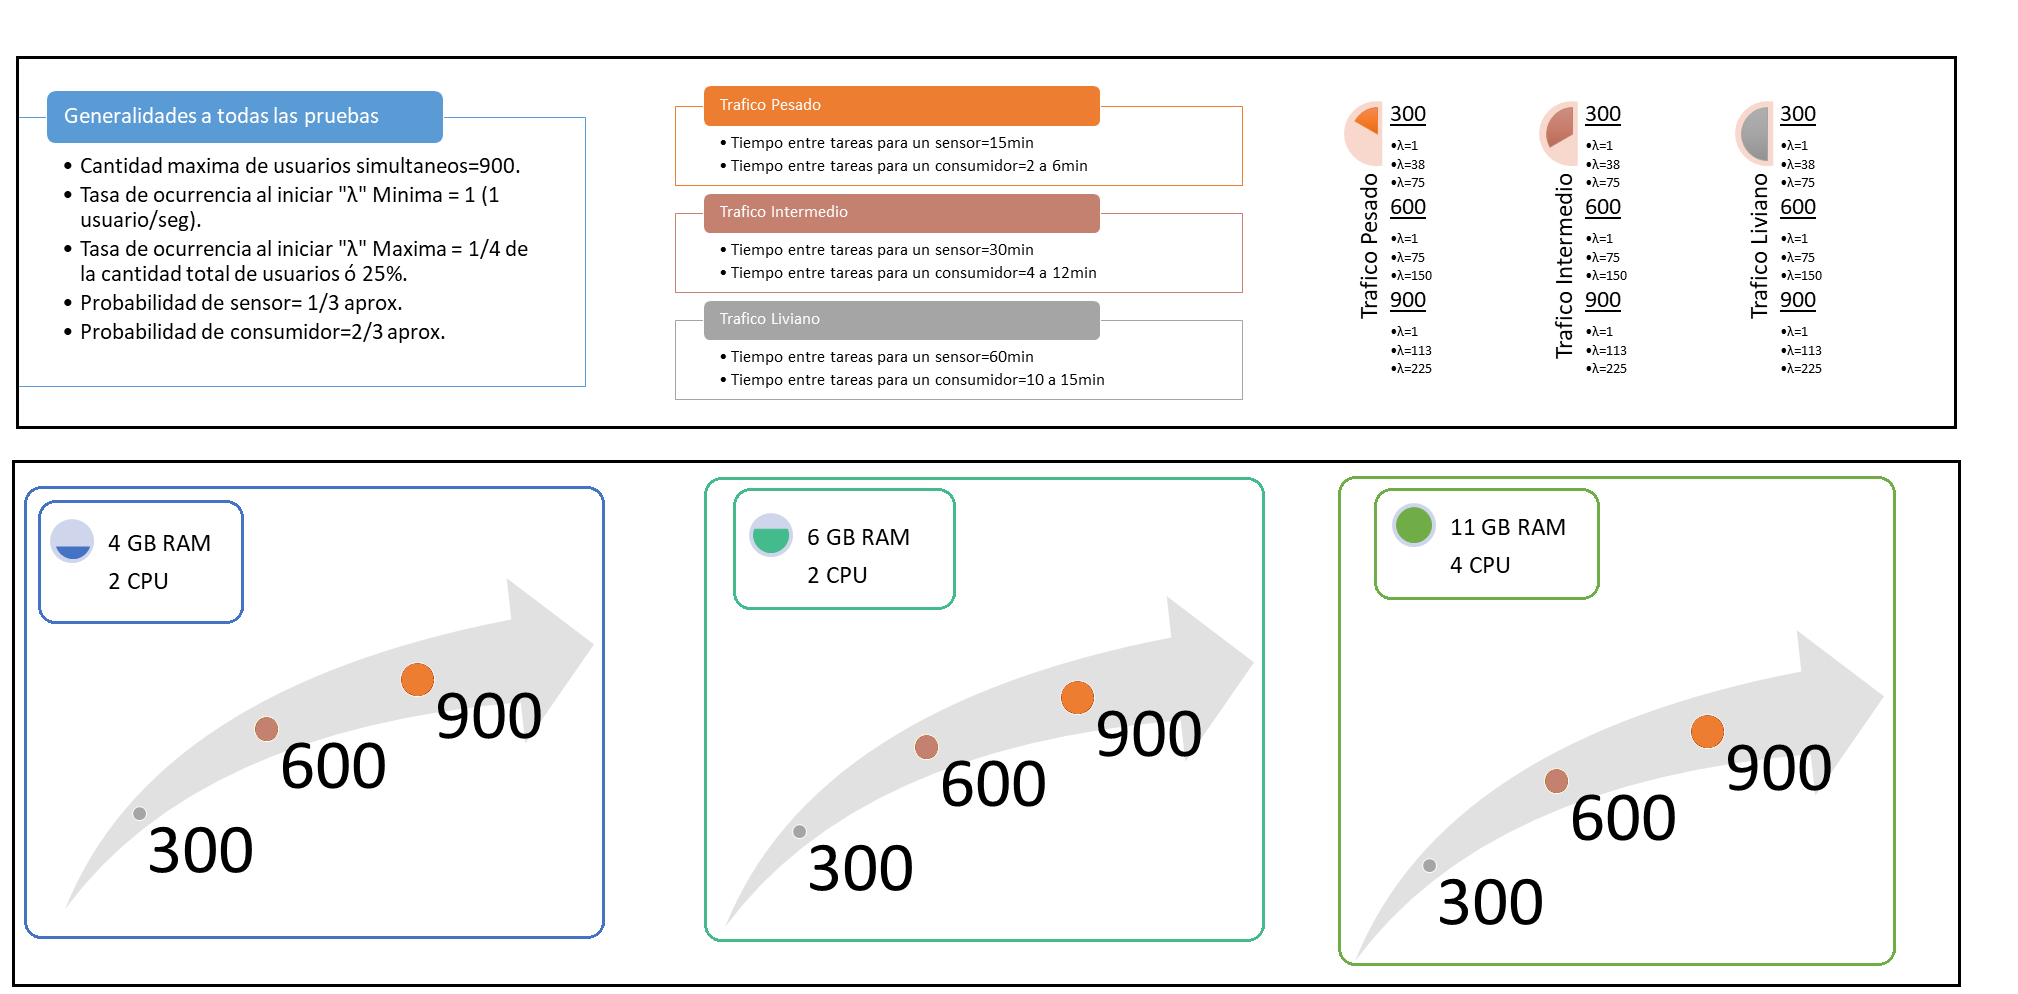 Generalidades a todas las pruebas
• Cantidad maxima de usuarios simultaneos=900.
• Tasa de ocurrencia al iniciar "λ" Minima = 1 (1
usuario/seg).
• Tasa de ocurrencia al iniciar "λ" Maxima = 1/4 de
la cantidad total de usuarios ó 25%.
• Probabilidad de sensor= 1/3 aprox.
• Probabilidad de consumidor=2/3 aprox.
Trafico Pesado
• Tiempo entre tareas para un sensor=15min
• Tiempo entre tareas para un consumidor=2 a 6min
Trafico Intermedio
• Tiempo entre tareas para un sensor=30min
• Tiempo entre tareas para un consumidor=4 a 12min
Trafico Liviano
• Tiempo entre tareas para un sensor=60min
• Tiempo entre tareas para un consumidor=10 a 15min
Trafico Pesado
300
•λ=1
•λ=38
•λ=75
600
•λ=1
•λ=75
•λ=150
900
•λ=1
•λ=113
•λ=225
Trafico Intermedio
300
•λ=1
•λ=38
•λ=75
600
•λ=1
•λ=75
•λ=150
900
•λ=1
•λ=113
•λ=225
Trafico Liviano
300
•λ=1
•λ=38
•λ=75
600
•λ=1
•λ=75
•λ=150
900
•λ=1
•λ=113
•λ=225
4 GB RAM
2 CPU
300
600
900
6 GB RAM
2 CPU
300
600
900
11 GB RAM
4 CPU
300
600
900